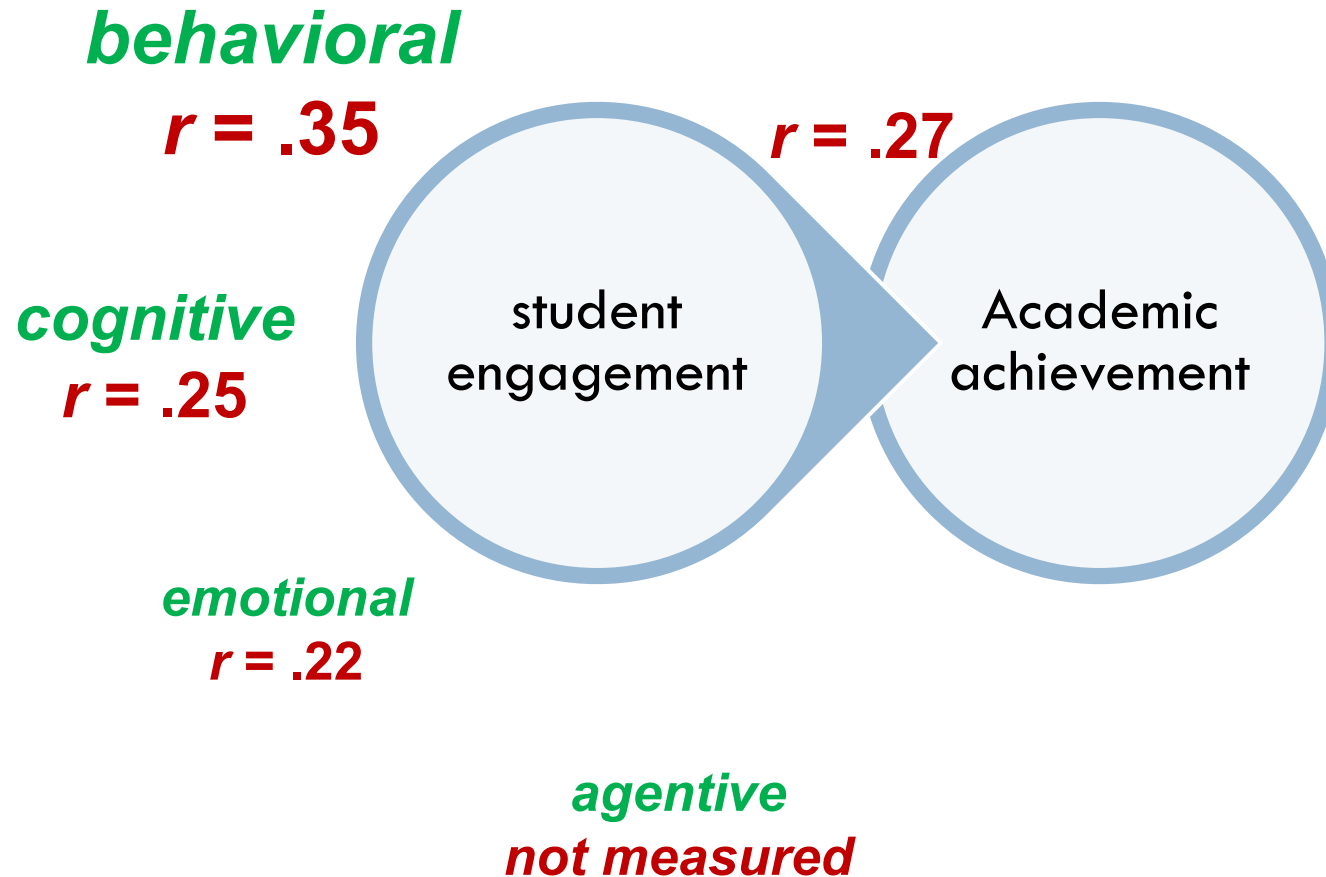 behavioral
r = .35
r = .27
student
engagement
Academic
achievement
cognitive
r = .25
emotional
r = .22
agentive
not measured